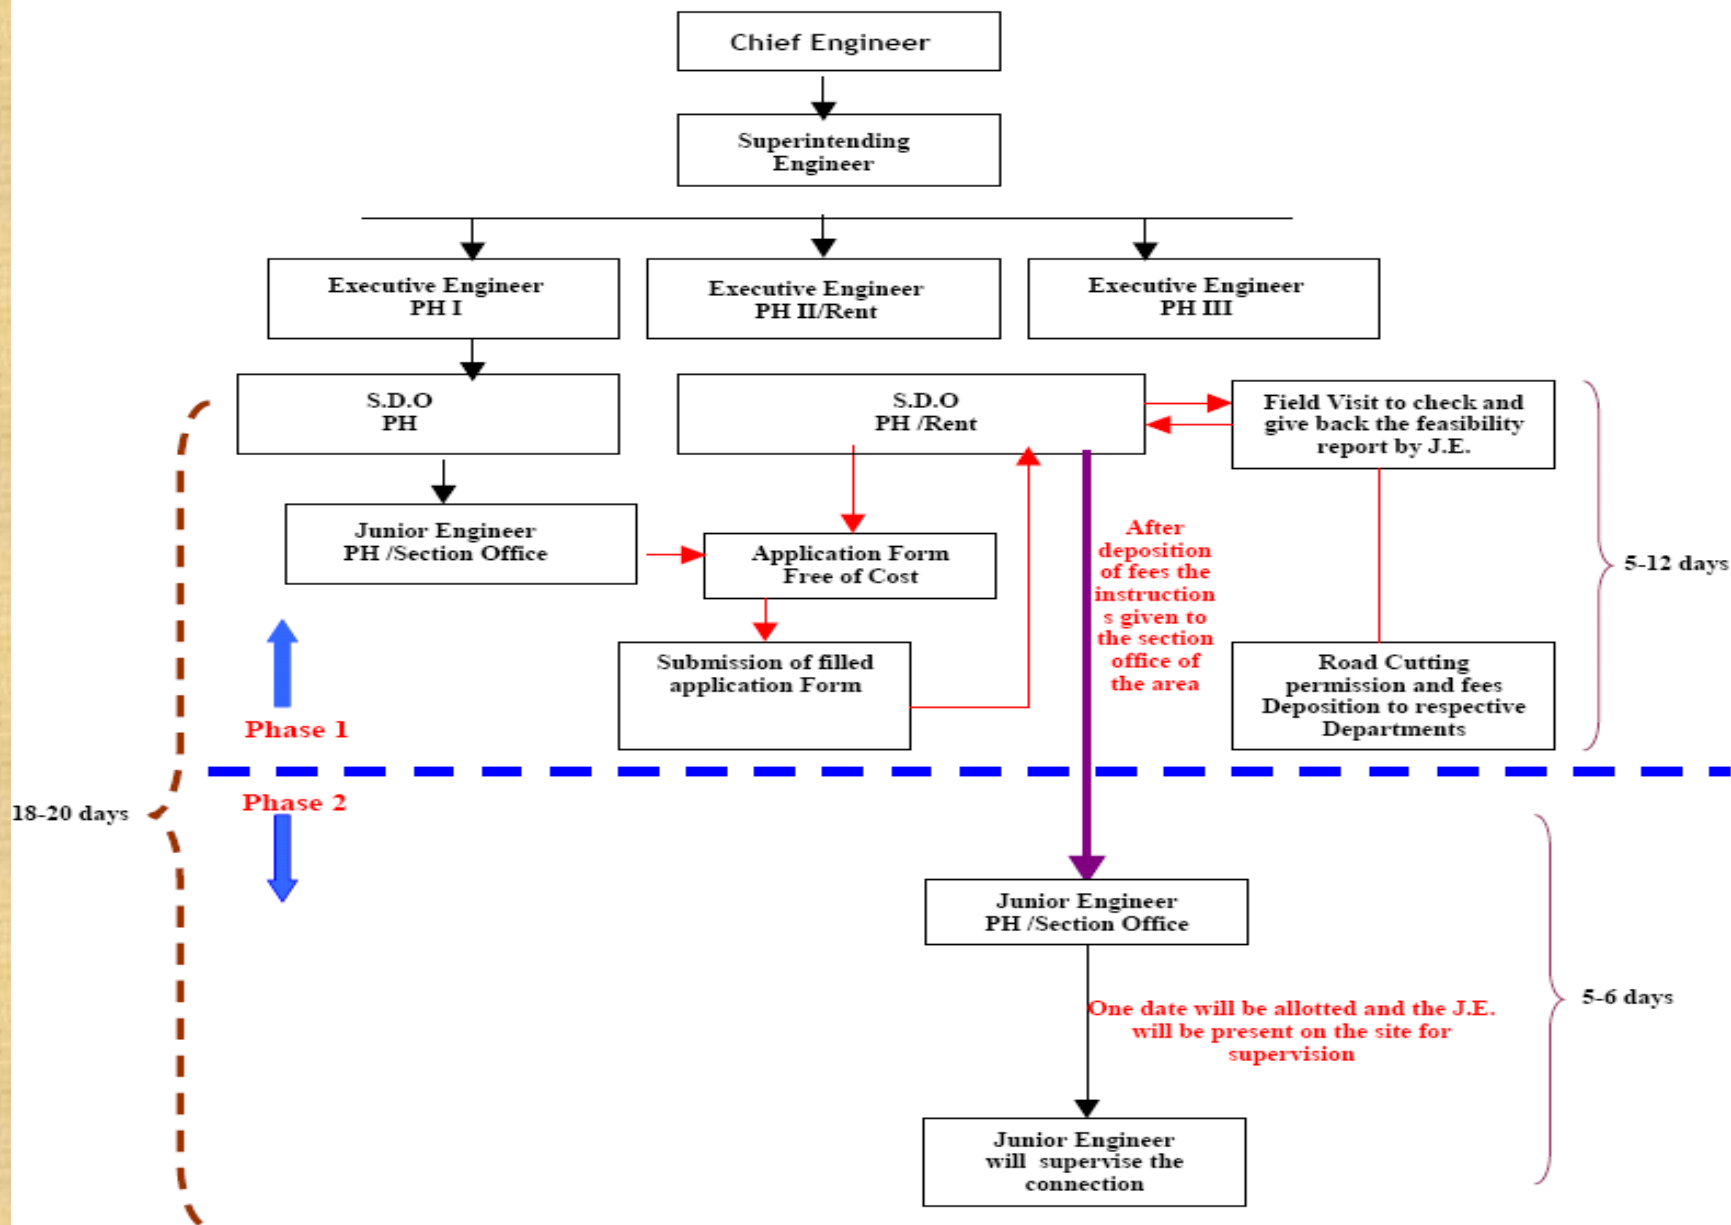 Chief Engineer
Superintending
Engineer
Executive Engineer
PH I
Executive Engineer
PH II/Rent
Executive Engineer
PH III
S.D.O
PH
S.D.O
PH /Rent
Field Visit to check and
give back the feasibility
report by J.E.
Junior Engineer
PH /Section Office
Application Form
Free of Cost
After
deposition
of fees the
instruction
s given to
the section
office of
the area
5-12 days
Submission of filled
application Form
Road Cutting
permission and fees
Deposition to respective
Departments
Phase 1
Phase 2
18-20 days
Junior Engineer
PH /Section Office
One date will be allotted and the J.E.
will be present on the site for
supervision
5-6 days
Junior Engineer
will supervise the
connection